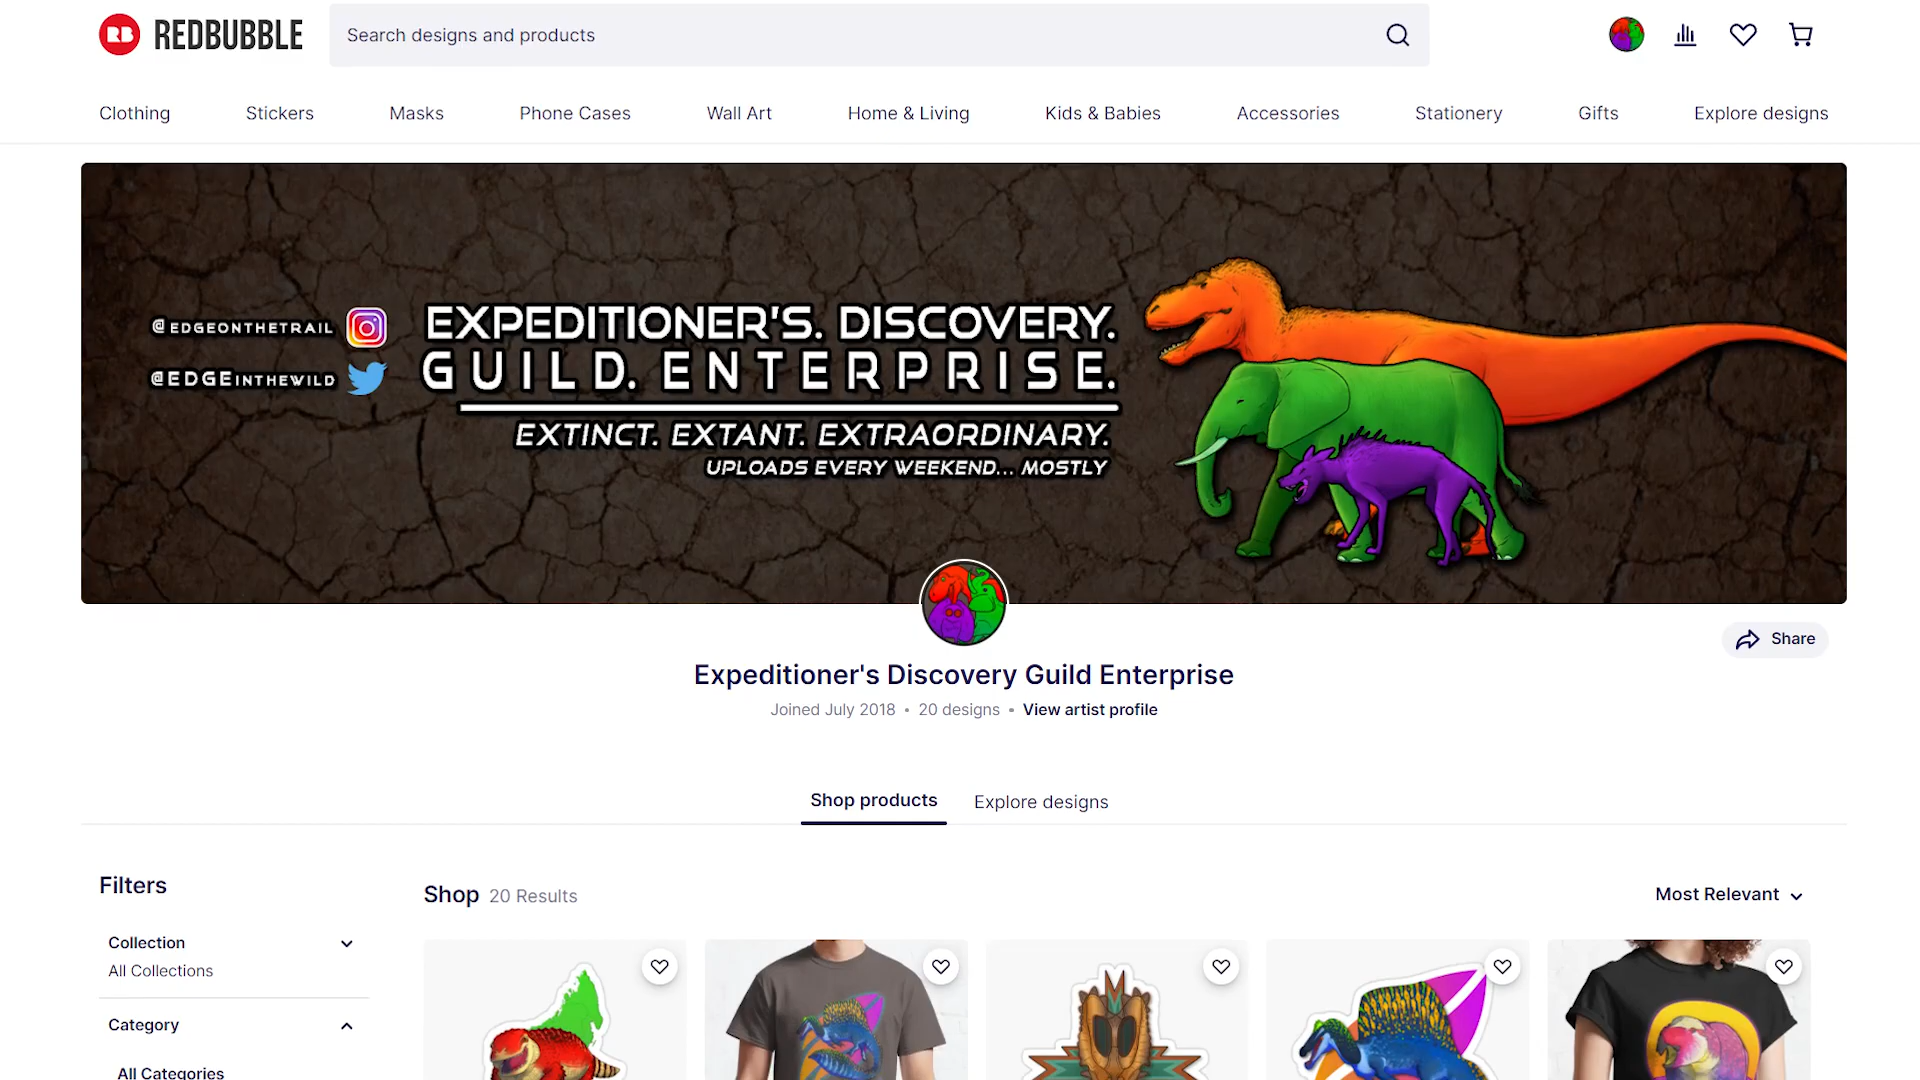 RB REDBUBBLE
Search designs and products
Clothing
Stickers
Masks
Phone Cases
Wall Art
Home & Living
Kids & Babies
Accessories
Stationery
Gifts
Explore designs
@EDGEONTHETRAIL
@EDGEINTHEWILD
EXPEDITIONER'S. DISCOVERY.
GUILD. ENTERPRISE.
EXTINCT. EXTANT. EXTRAORDINARY.
UPLOADS EVERY WEEKEND... MOSTLY
Share
Expeditioner's Discovery Guild Enterprise
Joined July 2018 • 20 designs • View artist profile
Shop products
Explore designs
Filters
Shop 20 Results
Most Relevant
Collection
All Collections
Category
All Categories